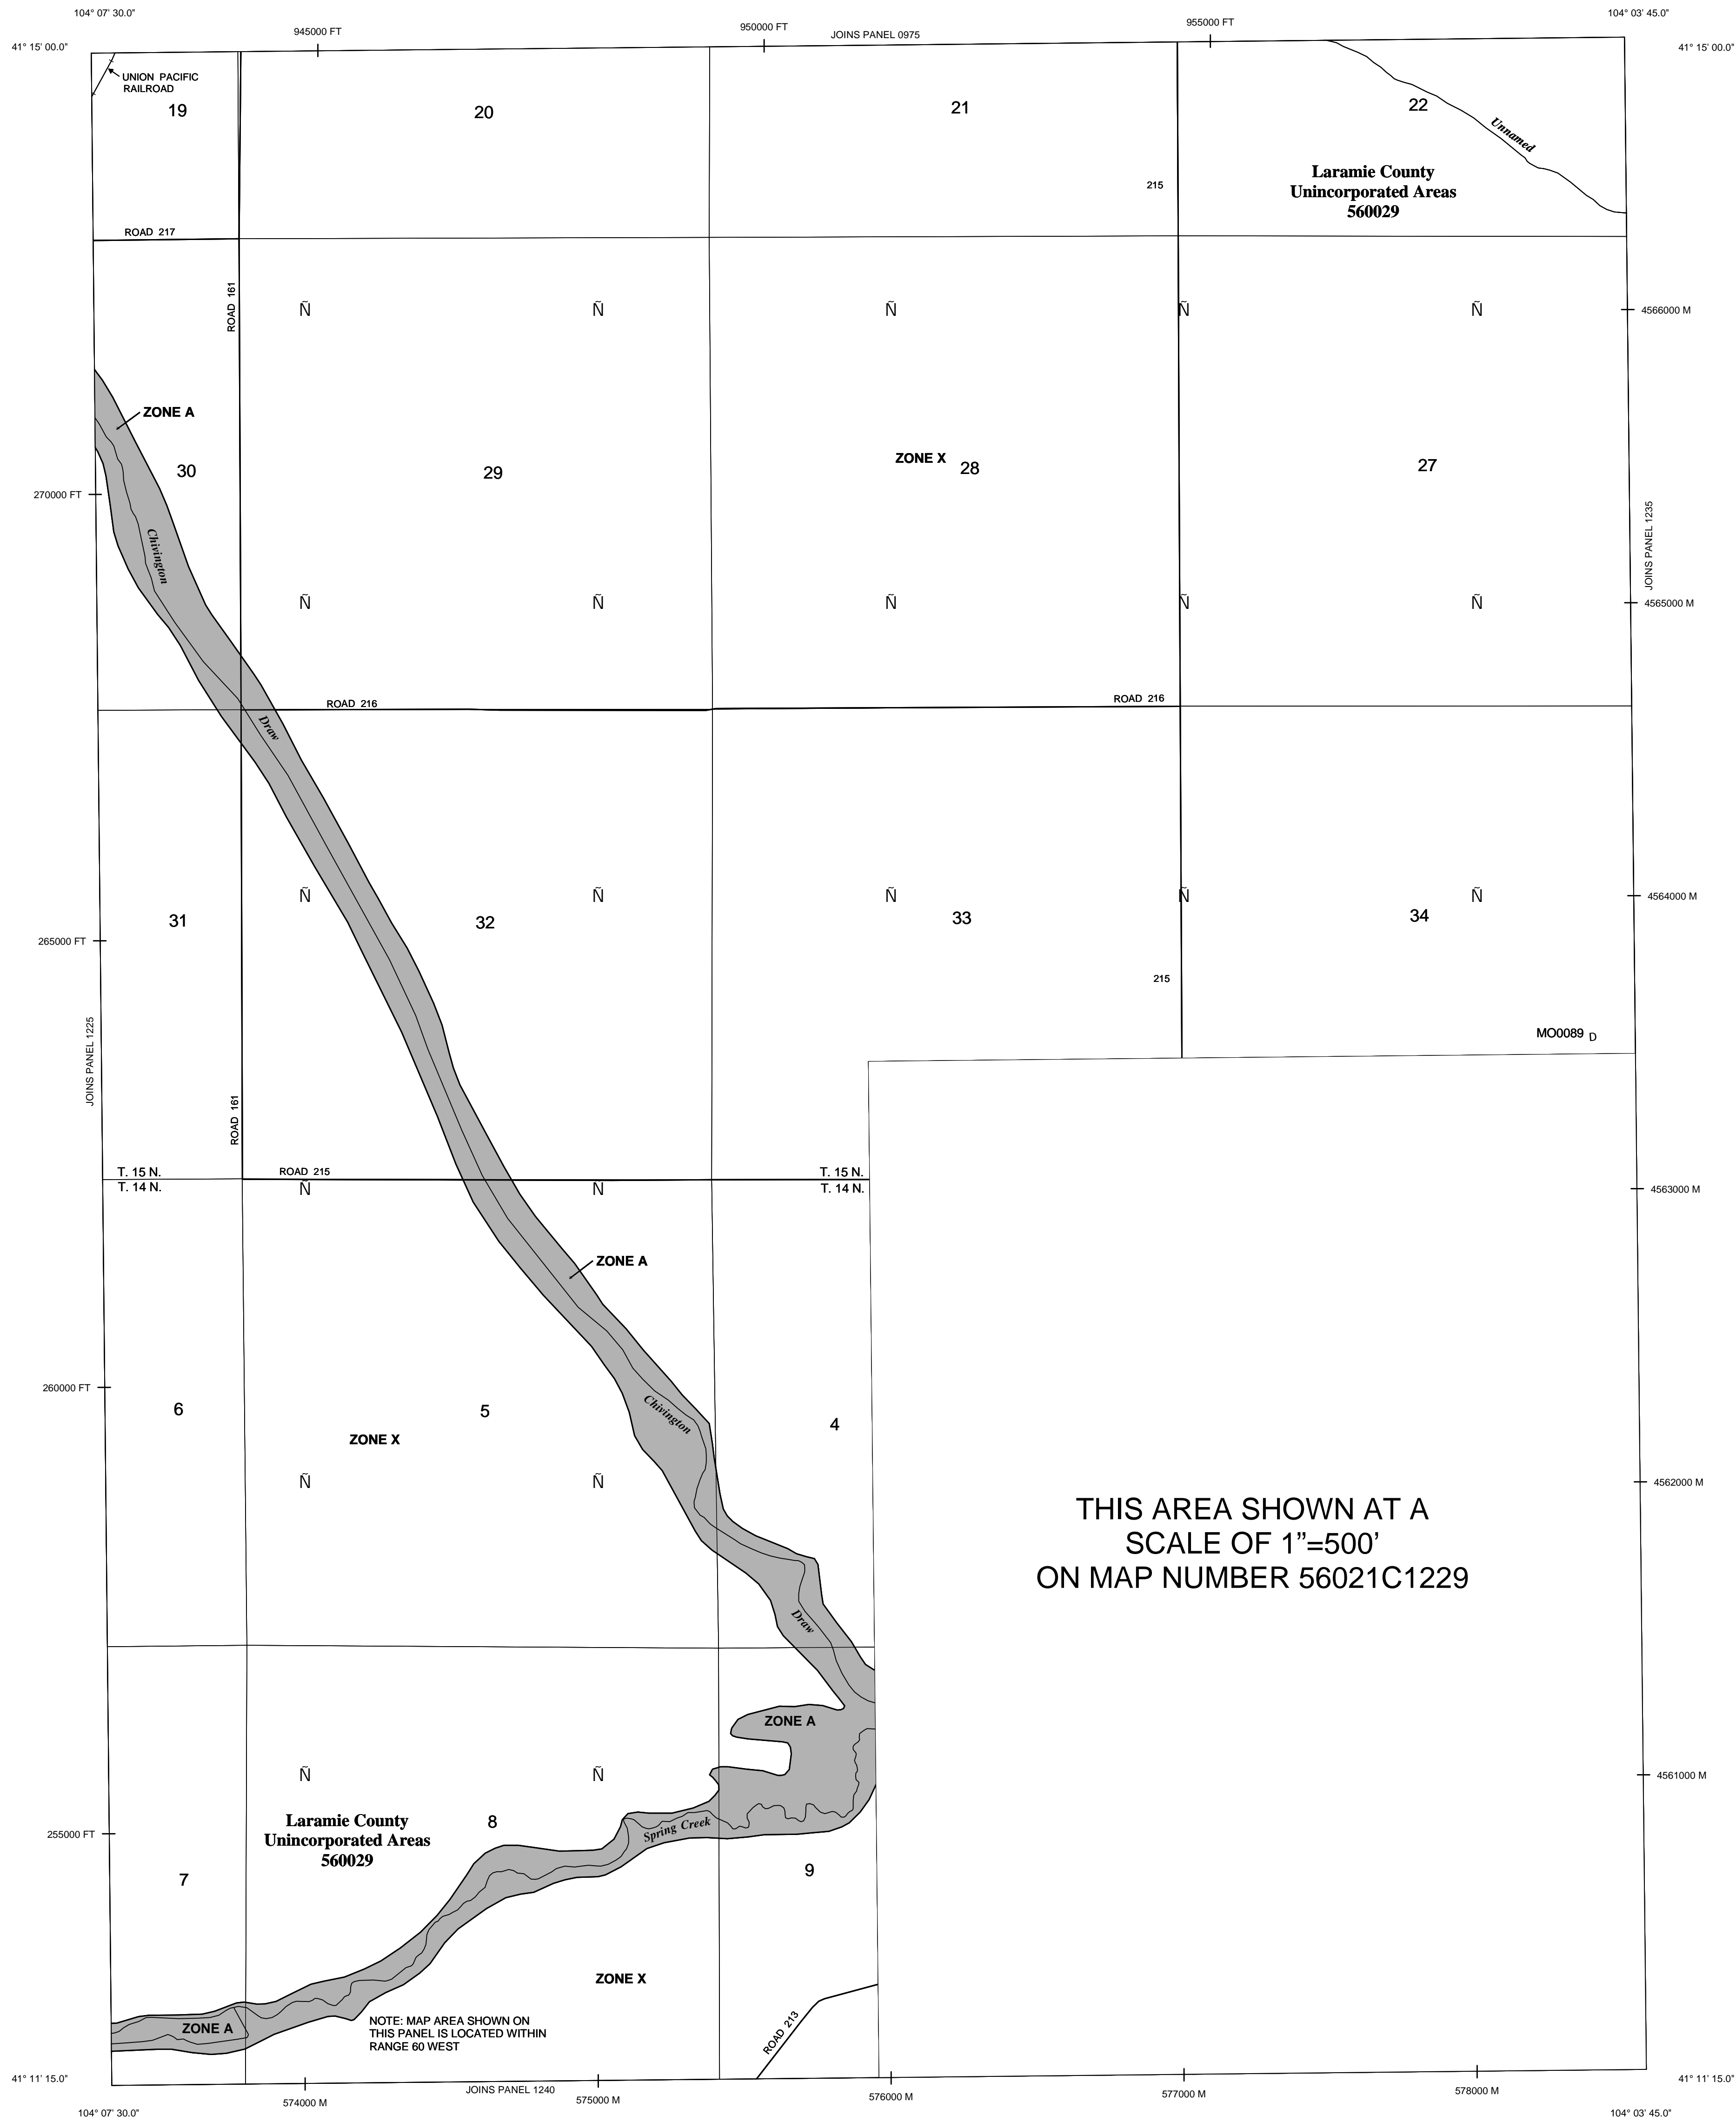 104° 07' 30.0"
945000 FT
950000 FT
JOINS PANEL 0975
955000 FT
104° 03' 45.0"
41° 15' 00.0"
41° 15' 00.0"
UNION PACIFIC
RAILROAD
19
20
21
22
Unnamed
215
Laramie County
Unincorporated Areas
560029
ROAD 217
ROAD 161
Ñ
Ñ
Ñ
Ñ
Ñ
4566000 M
ZONE A
30
29
ZONE X
28
27
270000 FT
JOINS PANEL 1235
Chivington
Ñ
Ñ
Ñ
Ñ
Ñ
4565000 M
ROAD 216
ROAD 216
Draw
Ñ
Ñ
Ñ
Ñ
Ñ
4564000 M
31
32
33
34
265000 FT
215
MO0089 D
JOINS PANEL 1225
ROAD 161
T. 15 N.
ROAD 215
T. 15 N.
T. 14 N.
Ñ
Ñ
T. 14 N.
4563000 M
ZONE A
260000 FT
6
5
Chivington
4
ZONE X
Ñ
Ñ
4562000 M
THIS AREA SHOWN AT A
SCALE OF 1”=500’
ON MAP NUMBER 56021C1229
Draw
ZONE A
Ñ
Ñ
4561000 M
Laramie County
Unincorporated Areas
560029
8
Spring Creek
255000 FT
7
9
ZONE X
ZONE A
NOTE: MAP AREA SHOWN ON
THIS PANEL IS LOCATED WITHIN
RANGE 60 WEST
ROAD 213
41° 11' 15.0"
41° 11' 15.0"
JOINS PANEL 1240
574000 M
575000 M
576000 M
577000 M
578000 M
104° 07' 30.0"
104° 03' 45.0"